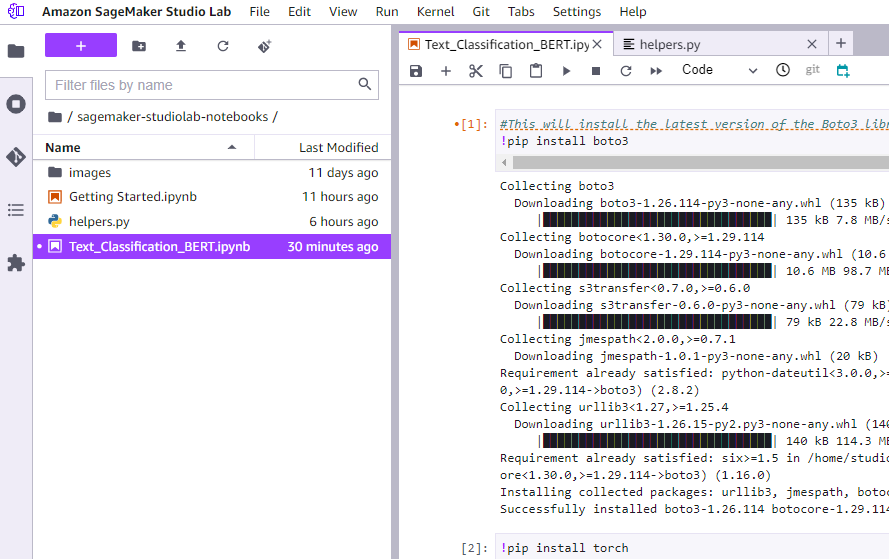 Amazon SageMaker Studio Lab File Edit View Run Kernel Git Tabs Settings Help
Text_Classification_BERT.ipy helpers.py
Code git
Filter files by name
/ sagemaker-studiolab-notebooks /
Name Last Modified
images 11 days ago
Getting Started.ipynb 11 hours ago
helpers.py 6 hours ago
Text_Classification_BERT.ipynb 30 minutes ago
[1]: #This will install the latest version of the Boto3 libr
!pip install boto3
Collecting boto3
Downloading boto3-1.26.114-py3-none-any.whl (135 kB)
135 kB 7.8 MB/s
Collecting botocore<1.30.0,>=1.29.114
Downloading botocore-1.29.114-py3-none-any.whl (10.6
10.6 MB 98.7 M
Collecting s3transfer<0.7.0,>=0.6.0
Downloading s3transfer-0.6.0-py3-none-any.whl (79 kB)
79 kB 22.8 MB/s
Collecting jmespath<2.0.0,>=0.7.1
Downloading jmespath-1.0.1-py3-none-any.whl (20 kB)
Requirement already satisfied: python-dateutil<3.0.0,>=
0,>=1.29.114->boto3) (2.8.2)
Collecting urllib3<1.27,>=1.25.4
Downloading urllib3-1.26.15-py2.py3-none-any.whl (140
140 kB 114.3 M
Requirement already satisfied: six>=1.5 in /home/studio
ore<1.30.0,>=1.29.114->boto3) (1.16.0)
Installing collected packages: urllib3, jmespath, botoc
Successfully installed boto3-1.26.114 botocore-1.29.114
[2]: !pip install torch